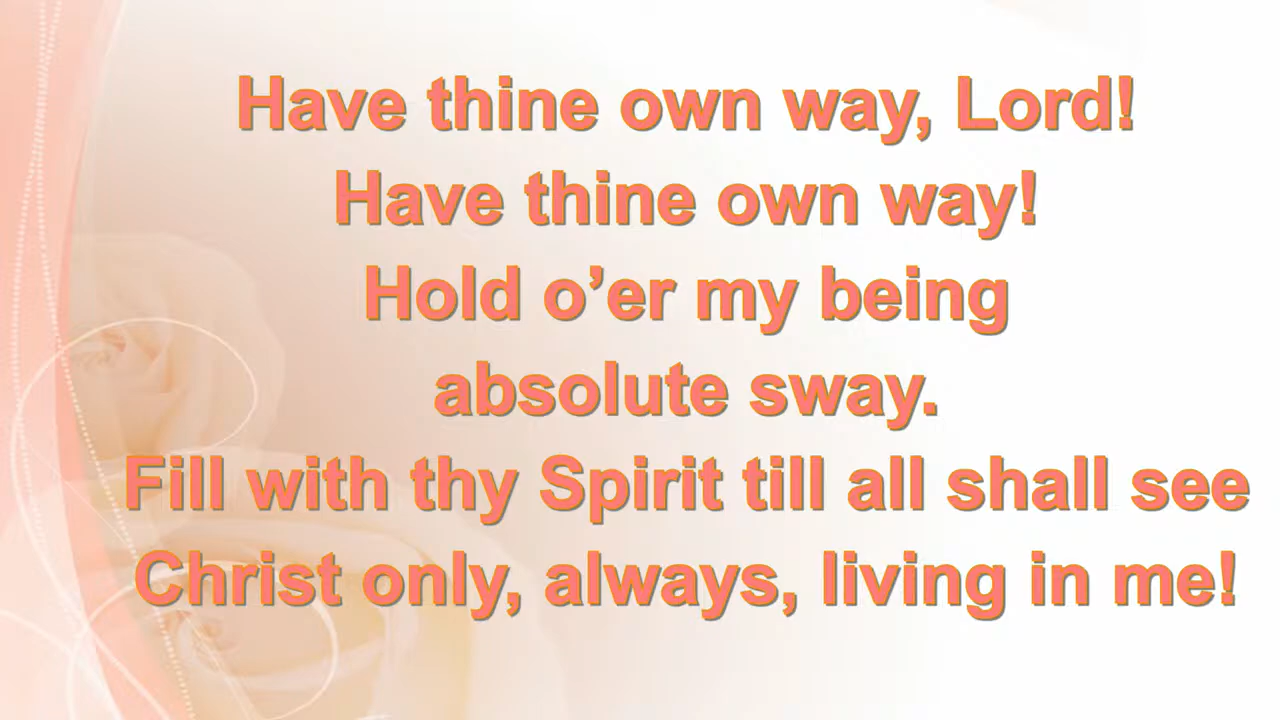 Have thine own way, Lord!
Have thine own way!
Hold o’er my being
absolute sway.
Fill with thy Spirit till all shall see
Christ only, always, living in me!